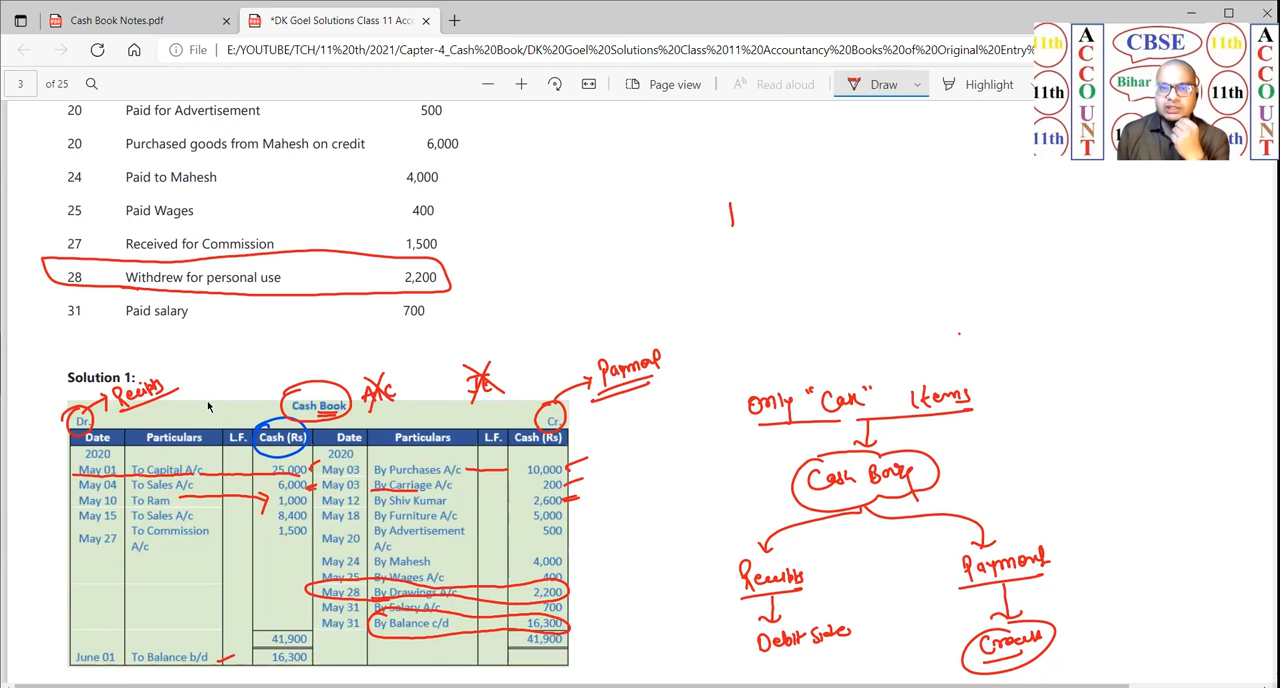 Cash Book Notes.pdf
*DK Goel Solutions Class 11 Acc
File E:/YOUTUBE/TCH/11%20th/2021/Capter-4_Cash%20Book/DK%20Goel%20Solutions%20Class%2011%20Accountancy%20Books%20of%20Original%20Entry
3 of 25 Page view Read aloud Draw Highlight
11th A CBSE 11th A
C C
11th C Bihar 11th C
O O
U U
11th N th N
T T
20 Paid for Advertisement 500
20 Purchased goods from Mahesh on credit 6,000
24 Paid to Mahesh 4,000
25 Paid Wages 400
27 Received for Commission 1,500
28 Withdrew for personal use 2,200
31 Paid salary 700
Solution 1:
Receibts Cash Book A/C Payment
Dr. Cr.
Date Particulars L.F. Cash (Rs) Date Particulars L.F. Cash (Rs)
2020 2020
May 01 To Capital A/c 25,000 May 03 By Purchases A/c 10,000
May 04 To Sales A/c 6,000 May 03 By Carriage A/c 200
May 10 To Ram 1,000 May 12 By Shiv Kumar 2,600
May 15 To Sales A/c 8,400 May 18 By Furniture A/c 5,000
May 27 To Commission A/c 1,500 May 20 By Advertisement A/c 500
May 24 By Mahesh 4,000
May 25 By Wages A/c 400
May 28 By Drawings A/c 2,200
May 31 By Salary A/c 700
May 31 By Balance c/d 16,300
41,900 41,900
June 01 To Balance b/d 16,300
Only "Cash" Items
Cash Book
Receibts Payment
Debit Side